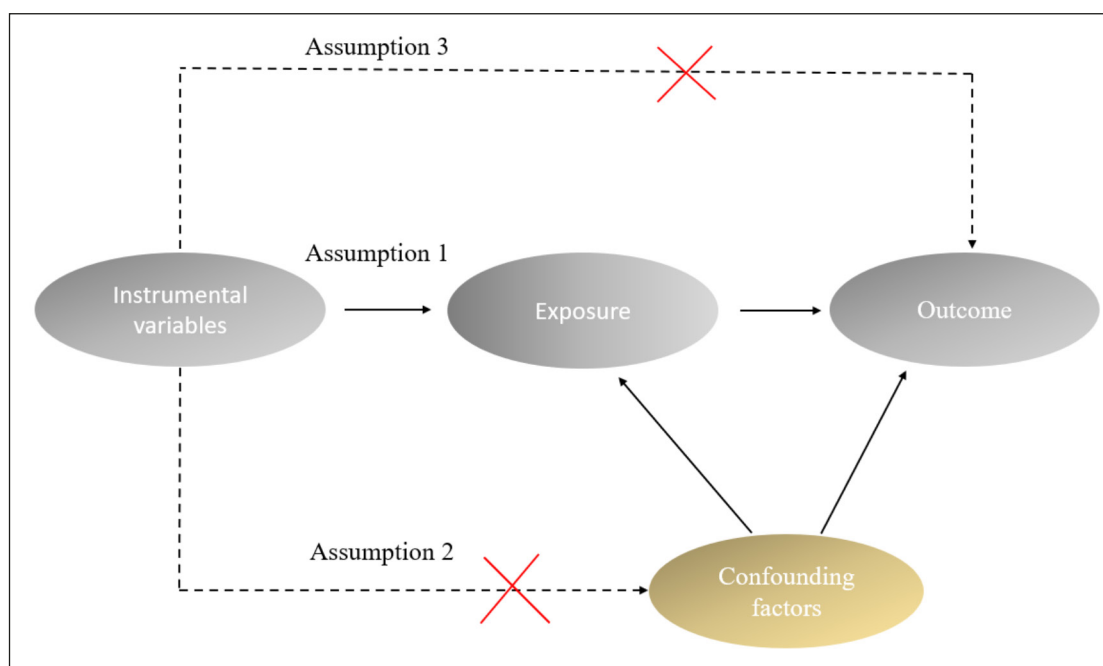 Assumption 3
Assumption 1
Instrumental
variables
Exposure
Outcome
Assumption 2
Confounding
factors